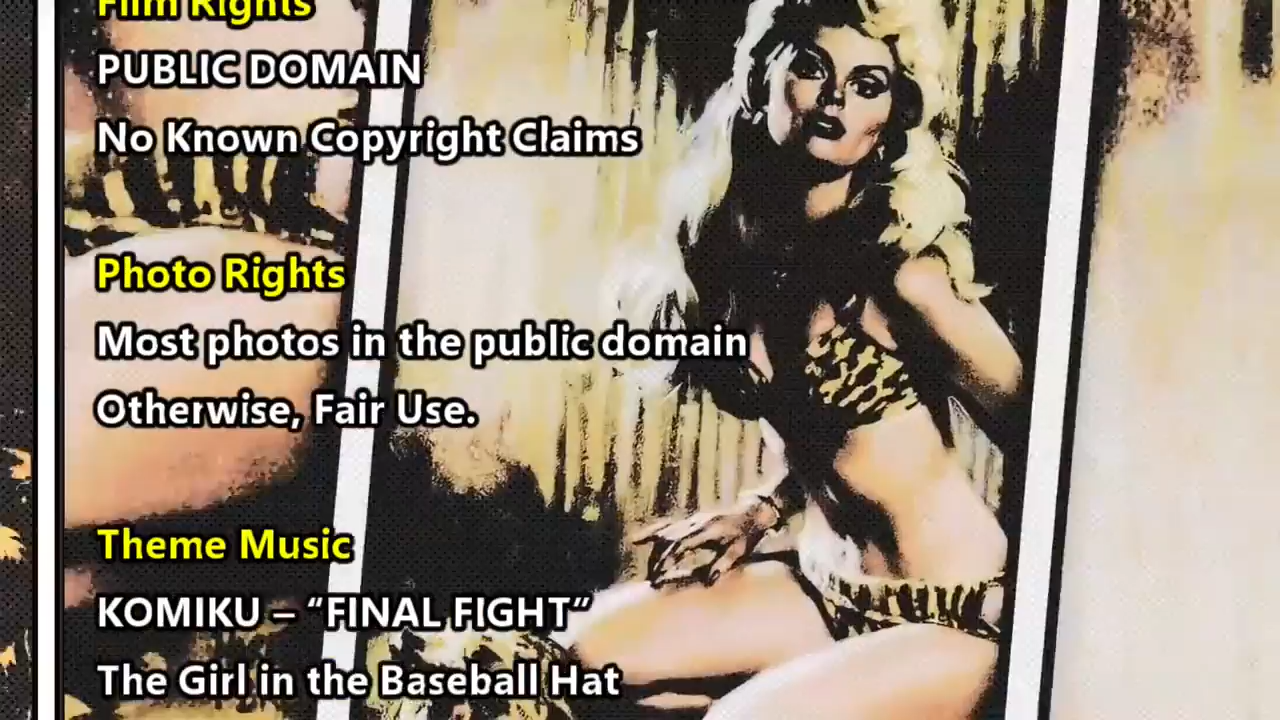 Film Rights
PUBLIC DOMAIN
No Known Copyright Claims
Photo Rights
Most photos in the public domain
Otherwise, Fair Use.
Theme Music
KOMIKU – “FINAL FIGHT”
The Girl in the Baseball Hat